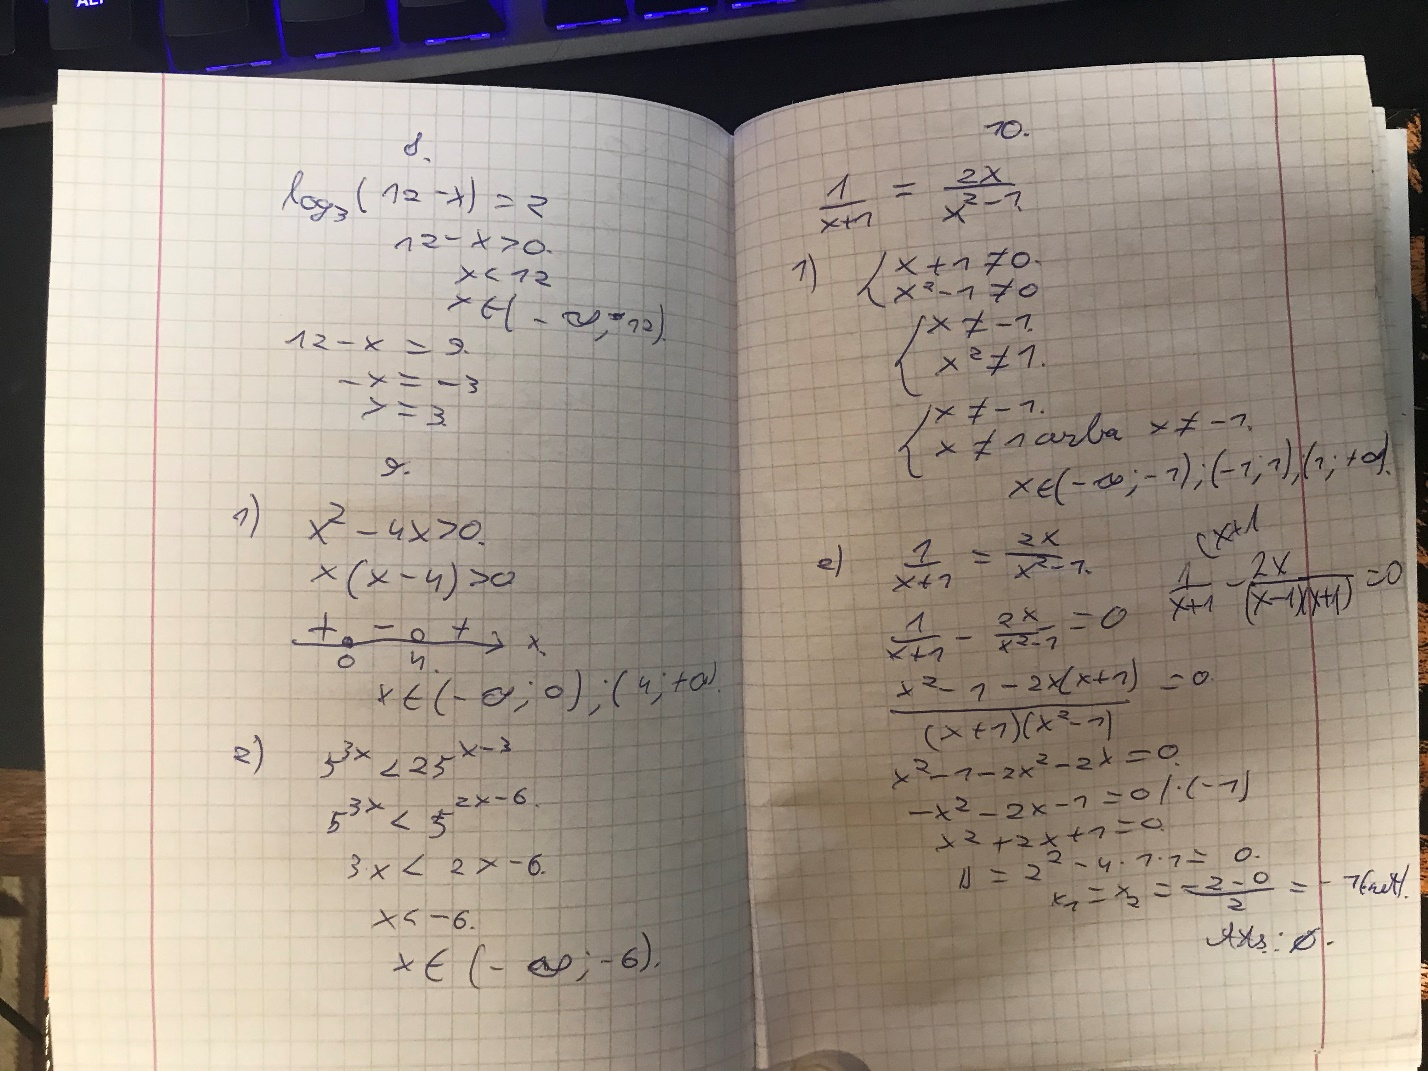 8.
log₃(12-x) = 2
12-x>0.
x<12
x∈(-∞;12)
12-x = 9.
-x = -3
x = 3.
9.
1) x² - 4x>0.
x(x-4)>0
+ - + x.
0 4.
x∈(-∞;0);(4;+∞).
2) 5^(3x) < 25^(x-3)
5^(3x) < 5^(2x-6).
3x < 2x-6.
x<-6.
x∈(-∞;-6).
10.
1/(x+1) = 2x/(x²-1).
1) { x+1≠0.
x²-1≠0
{ x≠-1.
x²≠1.
{ x≠-1.
x≠1 arba x≠-1.
x∈(-∞;-1);(-1;1);(1;+∞).
2) 1/(x+1) = 2x/(x²-1).
(x+1
1/(x+1) - 2x/((x-1)(x+1)) = 0
1/(x+1) - 2x/(x²-1) = 0
(x²-1-2x(x+1))/((x+1)(x²-1)) = 0.
x²-1-2x²-2x=0.
-x²-2x-1=0/·(-1)
x²+2x+1=0.
D = 2²-4·1·1= 0.
x₁=x₂ = (-2-0)/2 = -1(net).
Ats.: ∅.